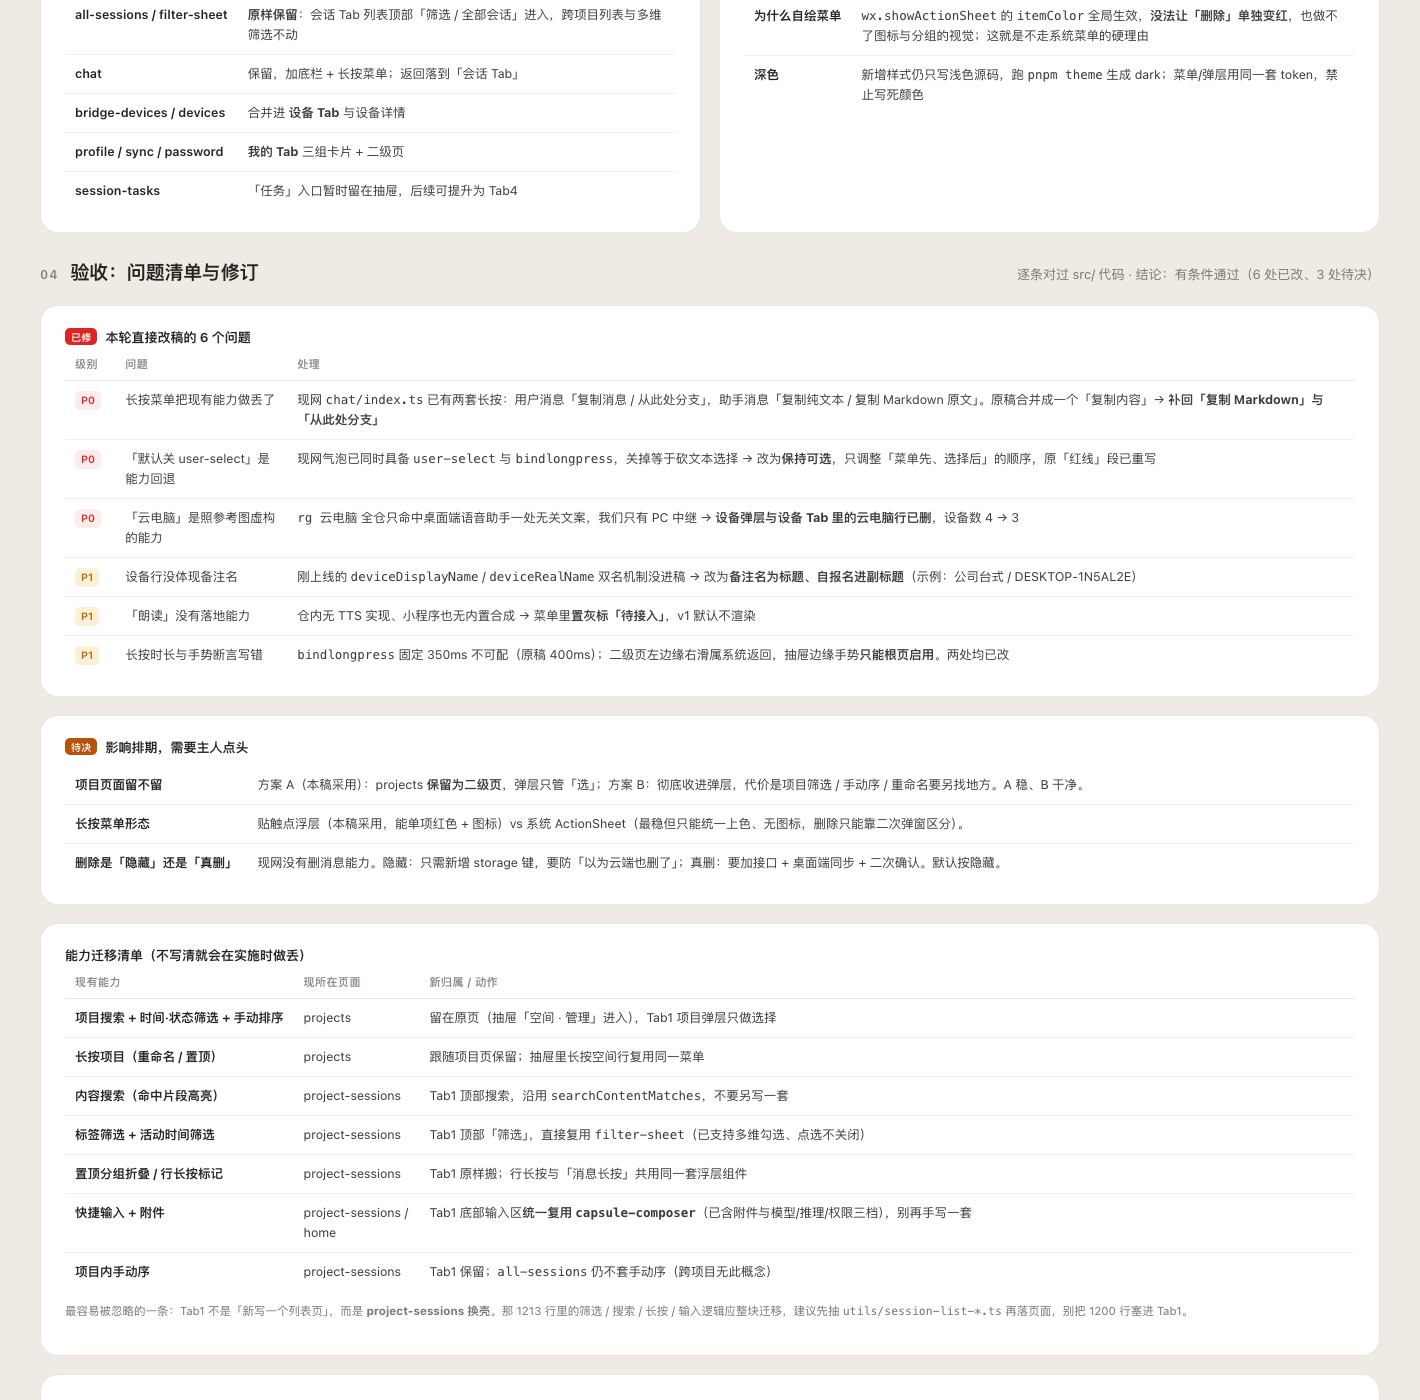 all-sessions / filter-sheet
原样保留：会话 Tab 列表顶部「筛选 / 全部会话」进入，跨项目列表与多维
筛选不动
chat
保留，加底栏 + 长按菜单；返回落到「会话 Tab」
bridge-devices / devices
合并进 设备 Tab 与设备详情
profile / sync / password
我的 Tab 三组卡片 + 二级页
session-tasks
「任务」入口暂时留在抽屉，后续可提升为 Tab4
为什么自绘菜单
wx.showActionSheet 的 itemColor 全局生效，没法让「删除」单独变红，也做不
了图标与分组的视觉；这就是不走系统菜单的硬理由
深色
新增样式仍只写浅色源码，跑 pnpm theme 生成 dark；菜单/弹层用同一套 token，禁
止写死颜色
04 验收：问题清单与修订
逐条对过 src/ 代码 · 结论：有条件通过（6 处已改、3 处待决）
已修 本轮直接改稿的 6 个问题
级别 问题 处理
P0 长按菜单把现有能力做丢了
现网 chat/index.ts 已有两套长按：用户消息「复制消息 / 从此处分支」，助手消息「复制纯文本 / 复制 Markdown 原文」。原稿合并成一个「复制内容」→ 补回「复制 Markdown」与
「从此处分支」
P0 「默认关 user-select」是
能力回退
现网气泡已同时具备 user-select 与 bindlongpress，关掉等于砍文本选择 → 改为保持可选，只调整「菜单先、选择后」的顺序，原「红线」段已重写
P0 「云电脑」是照参考图虚构
的能力
rg 云电脑 全仓只命中桌面端语音助手一处无关文案，我们只有 PC 中继 → 设备弹层与设备 Tab 里的云电脑行已删，设备数 4 → 3
P1 设备行没体现备注名
刚上线的 deviceDisplayName / deviceRealName 双名机制没进稿 → 改为备注名为标题、自报名进副标题（示例：公司台式 / DESKTOP-1N5AL2E）
P1 「朗读」没有落地能力
仓内无 TTS 实现、小程序也无内置合成 → 菜单里置灰标「待接入」，v1 默认不渲染
P1 长按时长与手势断言写错
bindlongpress 固定 350ms 不可配（原稿 400ms）；二级页左边缘右滑属系统返回，抽屉边缘手势只能根页启用。两处均已改
待决 影响排期，需要主人点头
项目页面留不留
方案 A（本稿采用）：projects 保留为二级页，弹层只管「选」；方案 B：彻底收进弹层，代价是项目筛选 / 手动序 / 重命名要另找地方。A 稳、B 干净。
长按菜单形态
贴触点浮层（本稿采用，能单项红色 + 图标）vs 系统 ActionSheet（最稳但只能统一上色、无图标，删除只能靠二次弹窗区分）。
删除是「隐藏」还是「真删」
现网没有删消息能力。隐藏：只需新增 storage 键，要防「以为云端也删了」；真删：要加接口 + 桌面端同步 + 二次确认。默认按隐藏。
能力迁移清单（不写清就会在实施时做丢）
现有能力 现所在页面 新归属 / 动作
项目搜索 + 时间·状态筛选 + 手动排序 projects 留在原页（抽屉「空间 · 管理」进入），Tab1 项目弹层只做选择
长按项目（重命名 / 置顶） projects 跟随项目页保留；抽屉里长按空间行复用同一菜单
内容搜索（命中片段高亮） project-sessions Tab1 顶部搜索，沿用 searchContentMatches，不要另写一套
标签筛选 + 活动时间筛选 project-sessions Tab1 顶部「筛选」，直接复用 filter-sheet（已支持多维勾选、点选不关闭）
置顶分组折叠 / 行长按标记 project-sessions Tab1 原样搬；行长按与「消息长按」共用同一套浮层组件
快捷输入 + 附件 project-sessions /
home
Tab1 底部输入区统一复用 capsule-composer（已含附件与模型/推理/权限三档），别再手写一套
项目内手动序 project-sessions Tab1 保留；all-sessions 仍不套手动序（跨项目无此概念）
最容易被忽略的一条：Tab1 不是「新写一个列表页」，而是 project-sessions 换壳。那 1213 行里的筛选 / 搜索 / 长按 / 输入逻辑应整块迁移，建议先抽 utils/session-list-*.ts 再落页面，别把 1200 行塞进 Tab1。